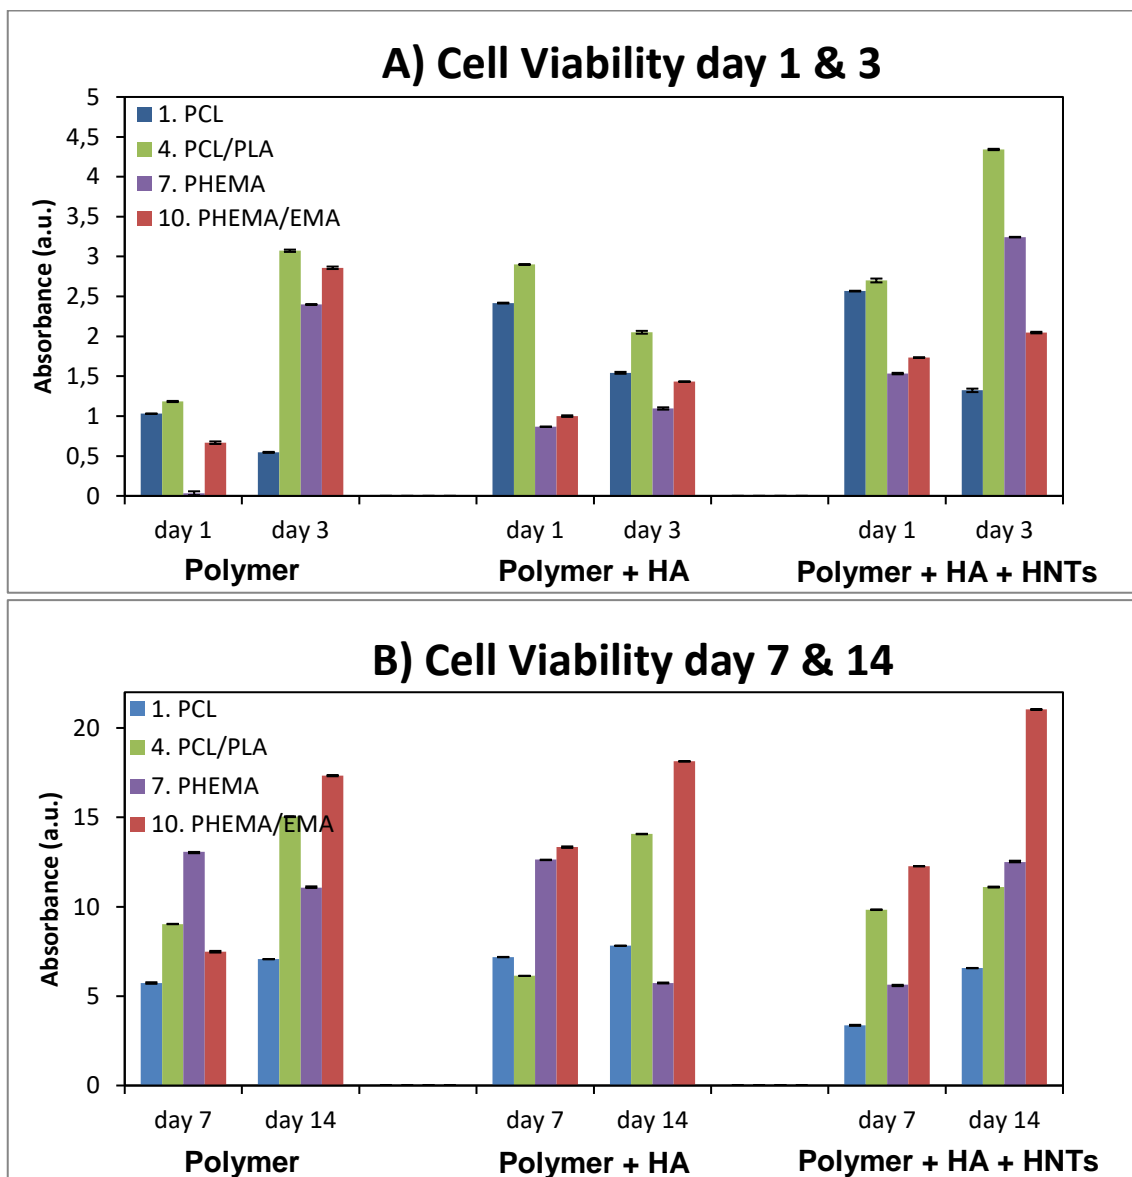 A) Cell Viability day 1 & 3
Absorbance (a.u.)
5
4,5
4
3,5
3
2,5
2
1,5
1
0,5
0
1. PCL
4. PCL/PLA
7. PHEMA
10. PHEMA/EMA
day 1 day 3 day 1 day 3 day 1 day 3
Polymer Polymer + HA Polymer + HA + HNTs
B) Cell Viability day 7 & 14
Absorbance (a.u.)
20
15
10
5
0
1. PCL
4. PCL/PLA
7. PHEMA
10. PHEMA/EMA
day 7 day 14 day 7 day 14 day 7 day 14
Polymer Polymer + HA Polymer + HA + HNTs